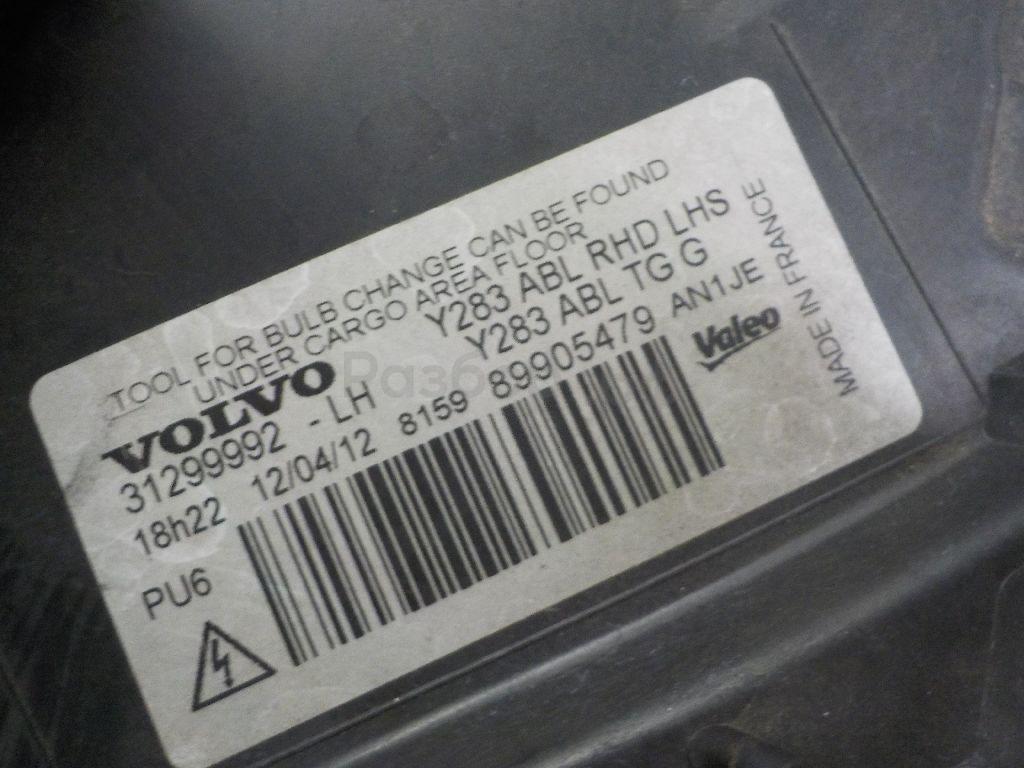 TOOL FOR BULB CHANGE CAN BE FOUND
UNDER CARGO AREA FLOOR
VOLVO
Y283 ABL RHD LHS
31299992 - LH
Y283 ABL TG G
18h22 12/04/12 8159 89905479 AN1JE
PU6
Valeo
MADE IN FRANCE